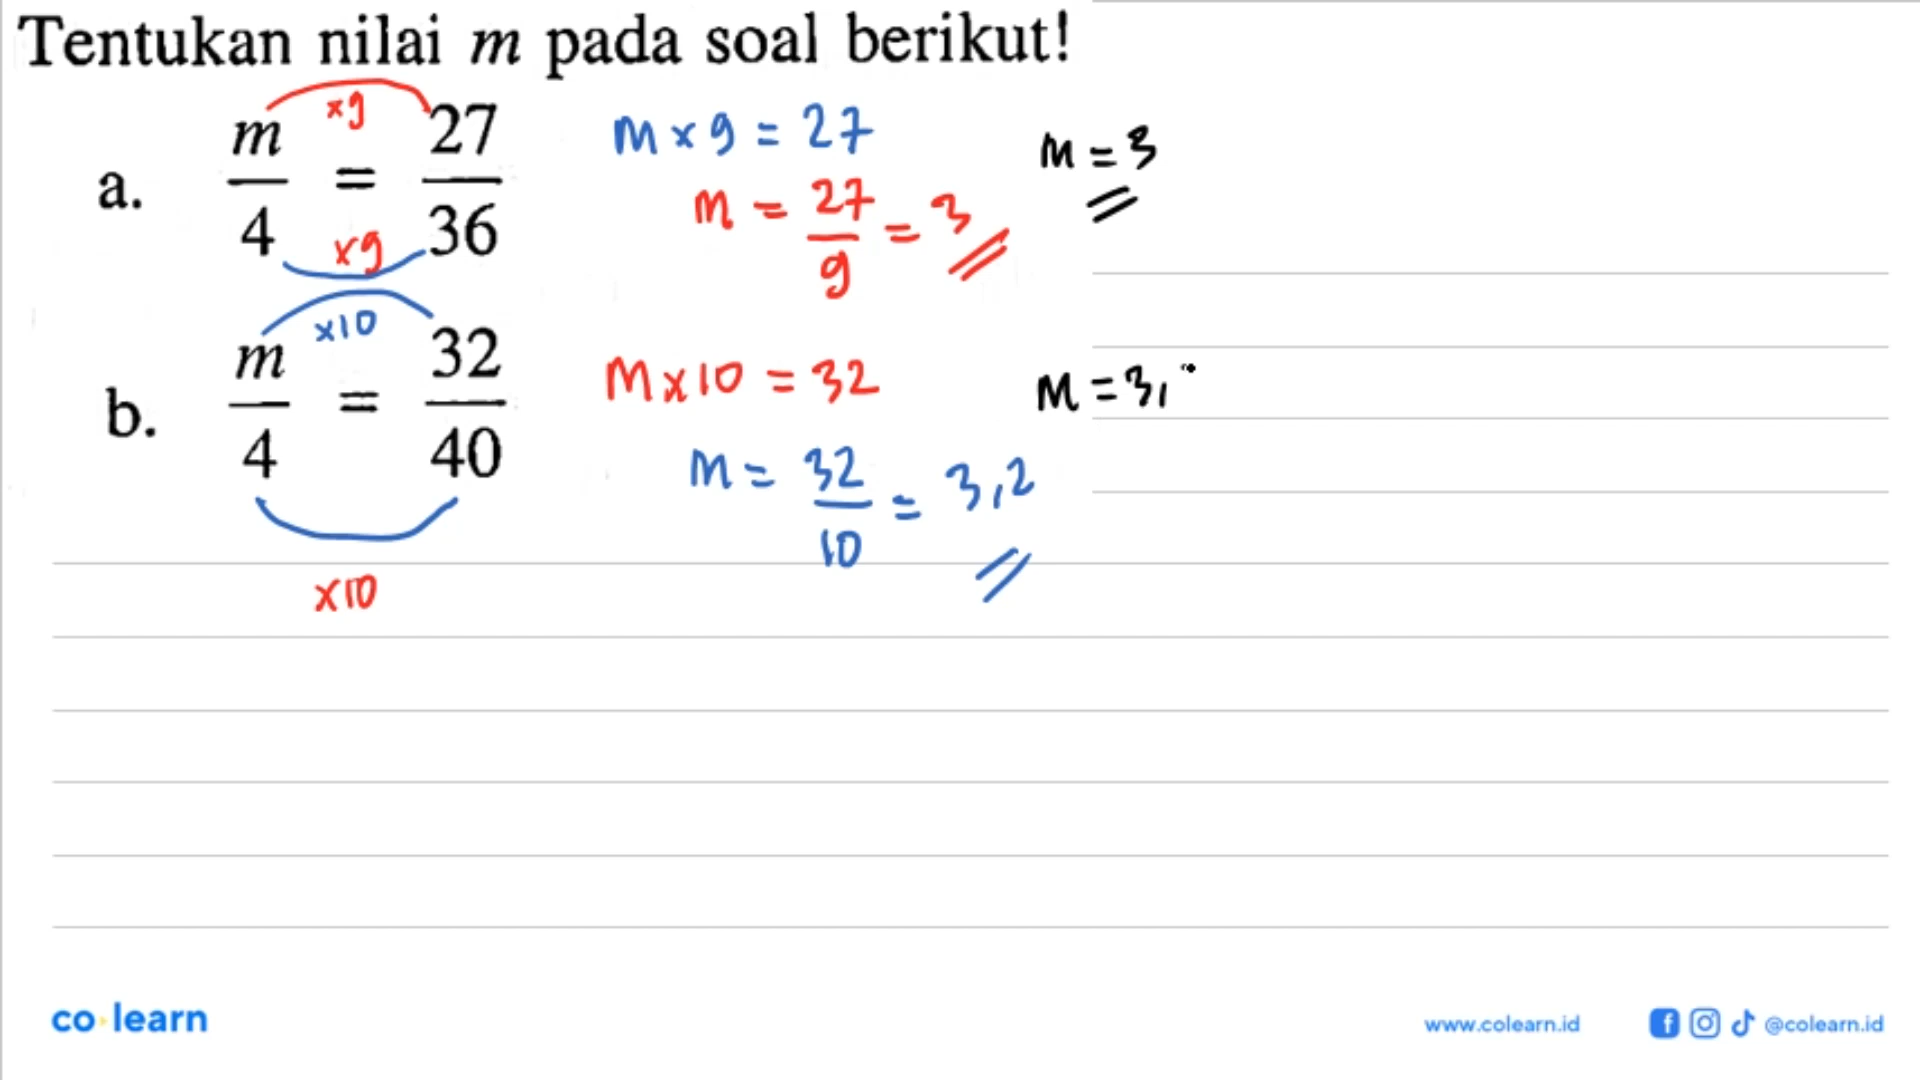 Tentukan nilai m pada soal berikut!
a. m/4 = 27/36
×9
×9
m × 9 = 27
m = 27/9 = 3
m = 3
b. m/4 = 32/40
×10
×10
m × 10 = 32
m = 32/10 = 3,2
m = 3,
co learn
www.colearn.id
@colearn.id